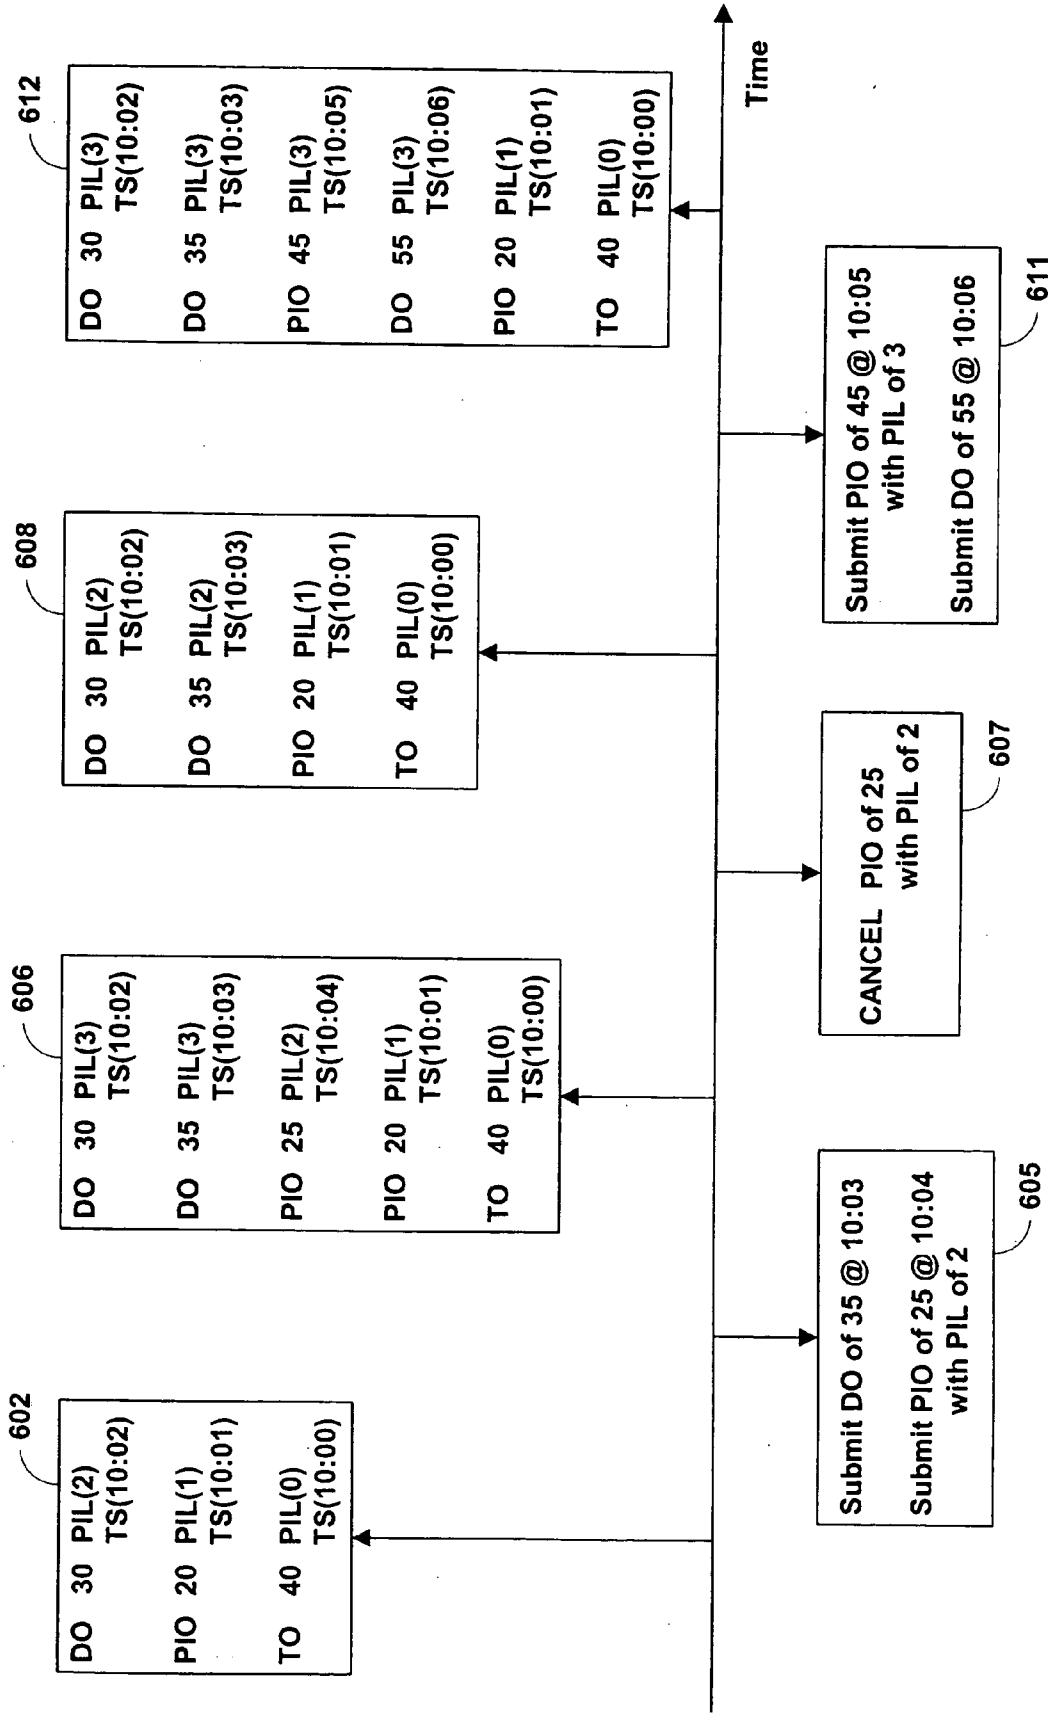 602
DO 30 PIL(2)
TS(10:02)
PIO 20 PIL(1)
TS(10:01)
TO 40 PIL(0)
TS(10:00)
606
DO 30 PIL(3)
TS(10:02)
DO 35 PIL(3)
TS(10:03)
PIO 25 PIL(2)
TS(10:04)
PIO 20 PIL(1)
TS(10:01)
TO 40 PIL(0)
TS(10:00)
608
DO 30 PIL(2)
TS(10:02)
DO 35 PIL(2)
TS(10:03)
PIO 20 PIL(1)
TS(10:01)
TO 40 PIL(0)
TS(10:00)
612
DO 30 PIL(3)
TS(10:02)
DO 35 PIL(3)
TS(10:03)
PIO 45 PIL(3)
TS(10:05)
DO 55 PIL(3)
TS(10:06)
PIO 20 PIL(1)
TS(10:01)
TO 40 PIL(0)
TS(10:00)
Time
Submit DO of 35 @ 10:03
Submit PIO of 25 @ 10:04
with PIL of 2
605
CANCEL PIO of 25
with PIL of 2
607
Submit PIO of 45 @ 10:05
with PIL of 3
Submit DO of 55 @ 10:06
611